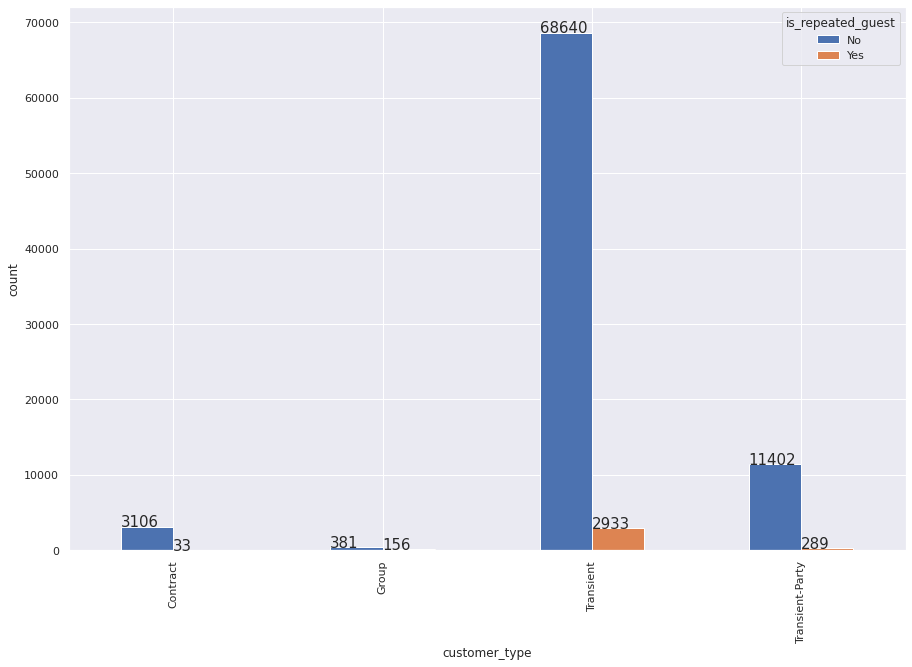 is_repeated_guest
No
Yes
70000
60000
50000
40000
30000
20000
10000
0
count
3106
33
381
156
68640
2933
11402
289
Contract
Group
Transient
Transient-Party
customer_type